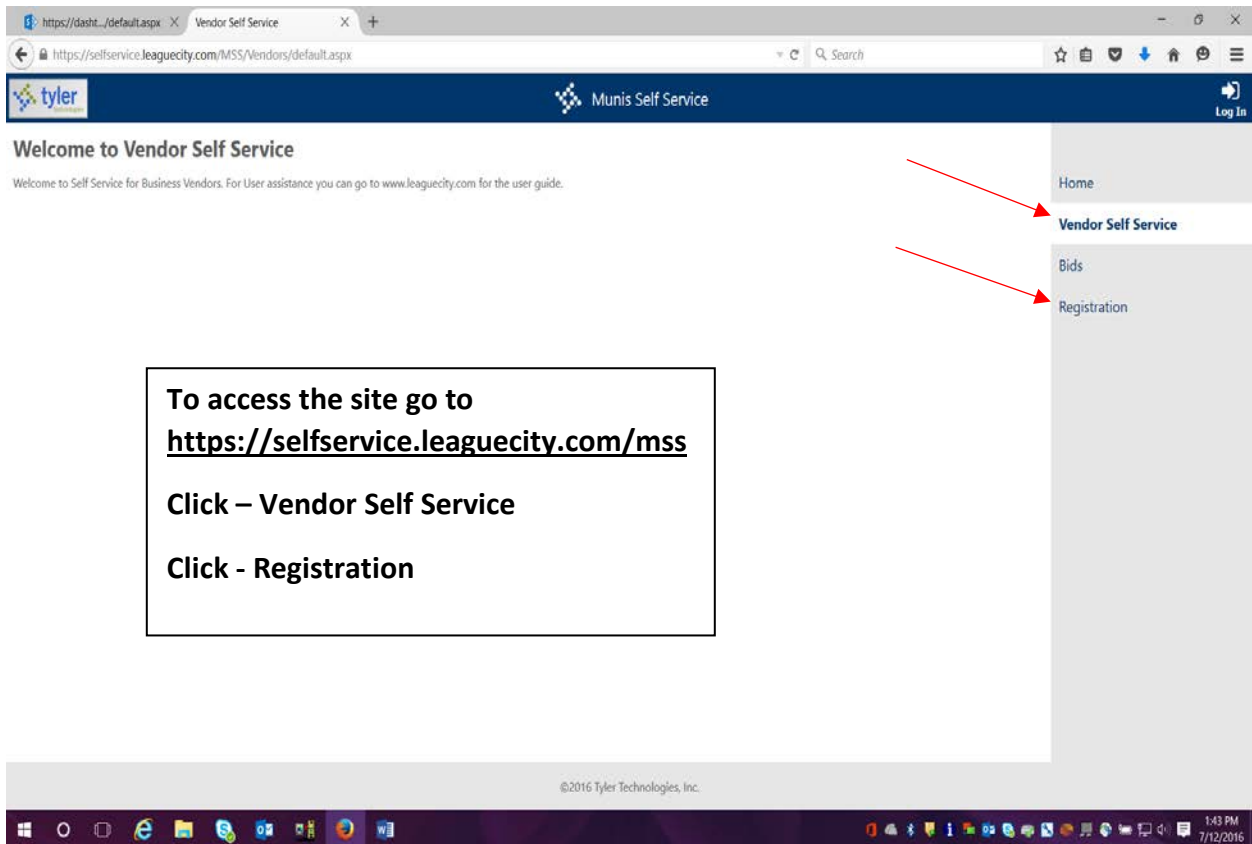 https://dasht.../default.aspx X Vendor Self Service X +
https://selfservice.leaguecity.com/MSS/Vendors/default.aspx Search
tyler Munis Self Service
Log In
Welcome to Vendor Self Service
Welcome to Self Service for Business Vendors. For User assistance you can go to www.leaguecity.com for the user guide.
Home
Vendor Self Service
Bids
Registration
To access the site go to
https://selfservice.leaguecity.com/mss
Click – Vendor Self Service
Click - Registration
©2016 Tyler Technologies, Inc.
1:43 PM
7/12/2016